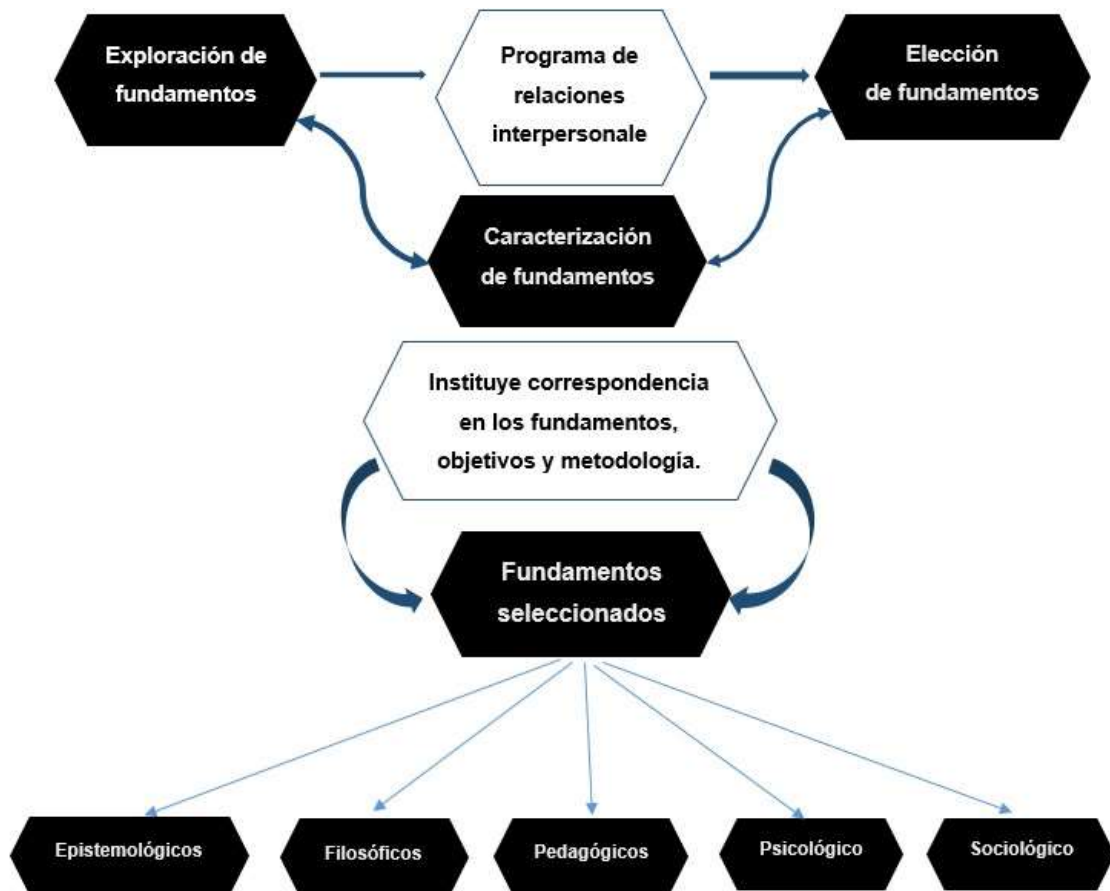 Exploración de
fundamentos
Programa de
relaciones
interpersonale
Elección
de fundamentos
Caracterización
de fundamentos
Instituye correspondencia
en los fundamentos,
objetivos y metodología.
Fundamentos
seleccionados
Epistemológicos
Filosóficos
Pedagógicos
Psicológico
Sociológico